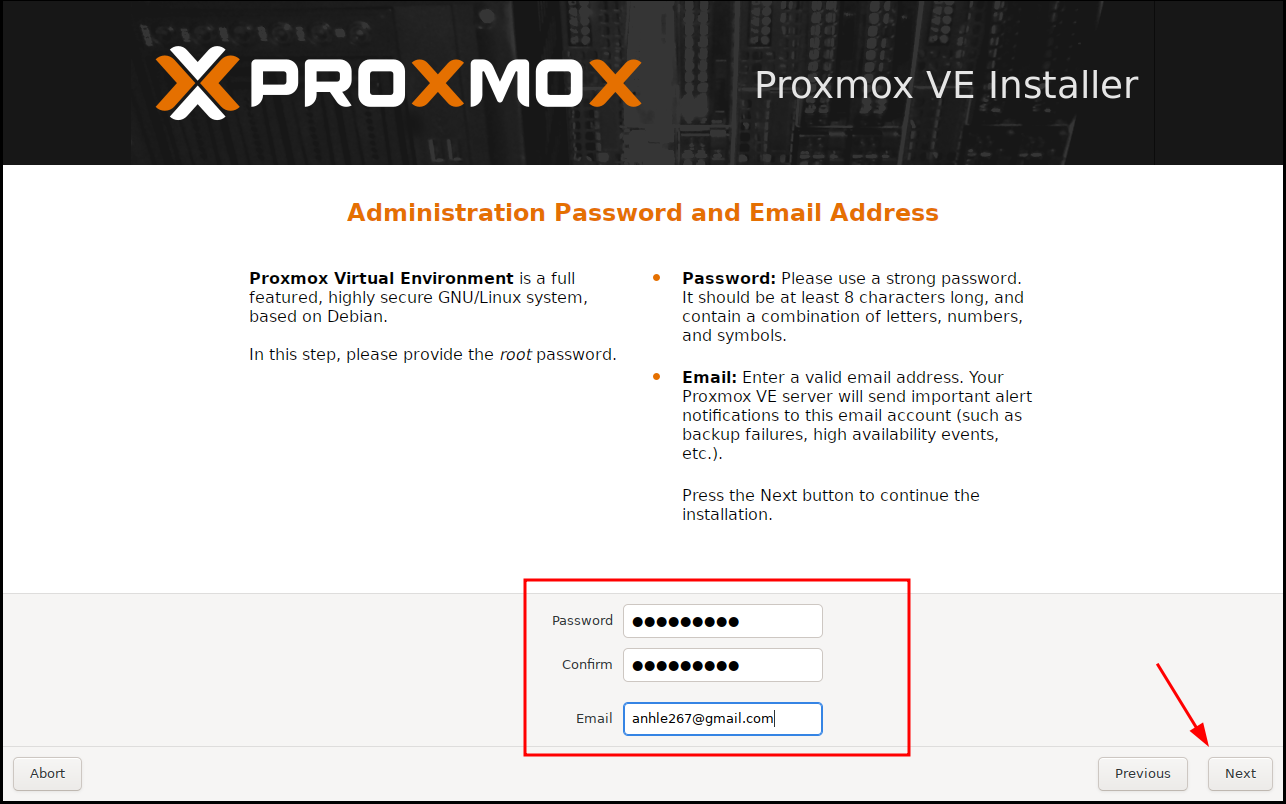 PROXMOX
Proxmox VE Installer
Administration Password and Email Address
Proxmox Virtual Environment is a full
featured, highly secure GNU/Linux system,
based on Debian.
In this step, please provide the root password.
Password: Please use a strong password.
It should be at least 8 characters long, and
contain a combination of letters, numbers,
and symbols.
Email: Enter a valid email address. Your
Proxmox VE server will send important alert
notifications to this email account (such as
backup failures, high availability events,
etc.).
Press the Next button to continue the
installation.
Password ●●●●●●●●●
Confirm ●●●●●●●●●
Email anhle267@gmail.com
Abort Previous Next